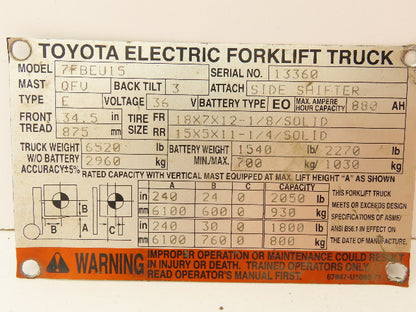 TOYOTA ELECTRIC FORKLIFT TRUCK
MODEL 7FBEU15 SERIAL NO. 13360
MAST QFV BACK TILT 3 ATTACH SIDE SHIFTER
TYPE E VOLTAGE 36 V BATTERY TYPE EO MAX. AMPERE HOUR CAPACITY 880 AH
FRONT 34.5 in TIRE FR 18X7X12-1/8/SOLID
TREAD 875 mm SIZE RR 15X5X11-1/4/SOLID
TRUCK WEIGHT 6520 lb BATTERY WEIGHT 1540 lb/ 2270 lb
W/O BATTERY 2960 kg MIN./MAX. 700 kg/ 1030 kg
ACCURACY±5% RATED CAPACITY WITH VERTICAL MAST EQUIPPED AT MAX. LIFT HEIGHT "A" AS SHOWN
A B C CAPACITY
in 240 24 0 2050 lb
mm 6100 600 0 930 kg
in 240 30 0 1800 lb
mm 6100 760 0 800 kg
A
B
B
C
THIS FORKLIFT TRUCK
MEETS OR EXCEEDS DESIGN
SPECIFICATIONS OF ASME/
ANSI B56.1 IN EFFECT ON
THE DATE OF MANUFACTURE.
WARNING
IMPROPER OPERATION OR MAINTENANCE COULD RESULT
IN INJURY OR DEATH. TRAINED OPERATORS ONLY.
READ OPERATOR'S MANUAL FIRST.